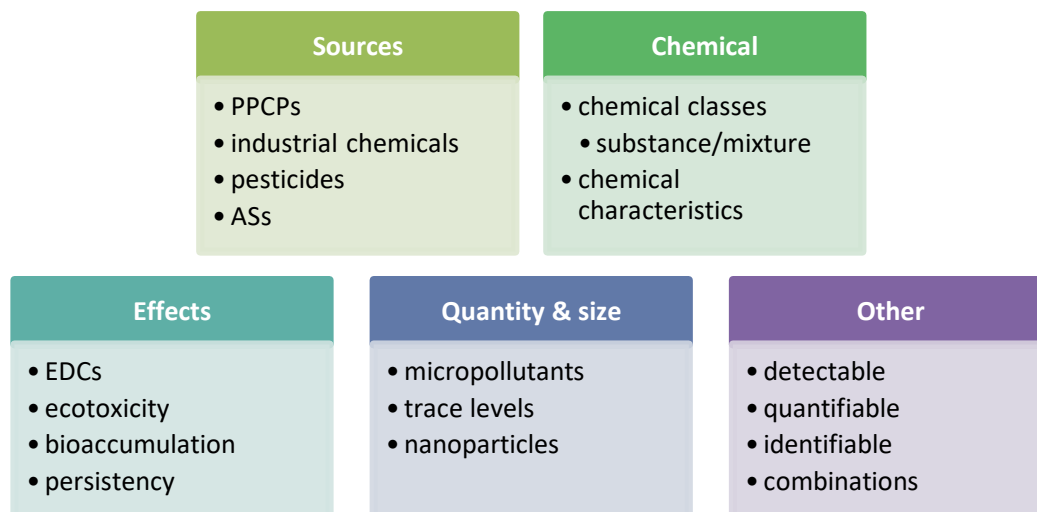 Sources
• PPCPs
• industrial chemicals
• pesticides
• ASs
Chemical
• chemical classes
• substance/mixture
• chemical
characteristics
Effects
• EDCs
• ecotoxicity
• bioaccumulation
• persistency
Quantity & size
• micropollutants
• trace levels
• nanoparticles
Other
• detectable
• quantifiable
• identifiable
• combinations